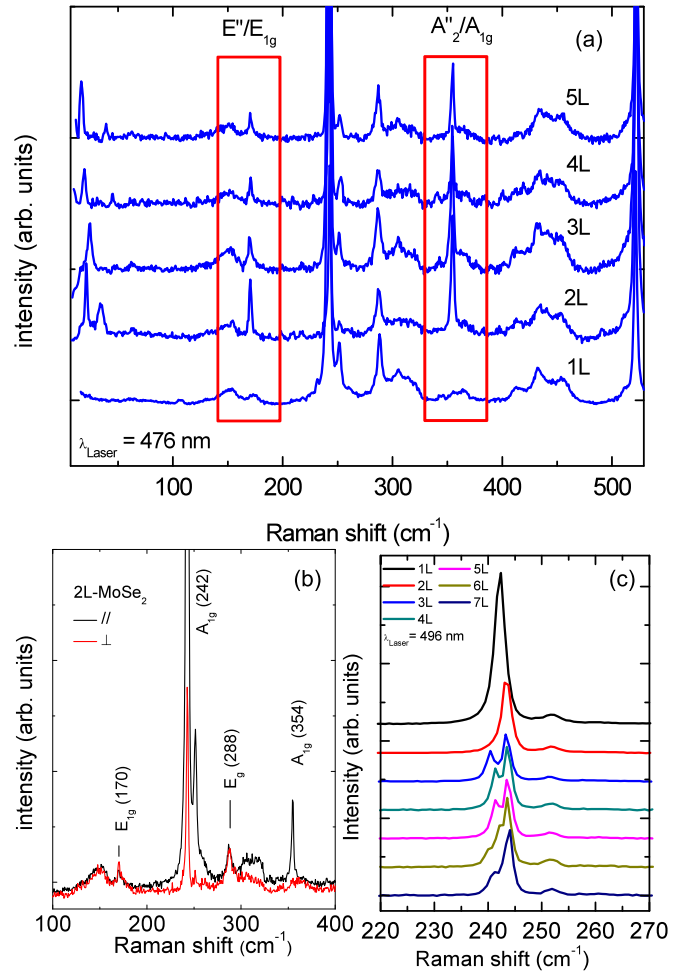 E''/E1g A''2/A1g (a)
5L
4L
3L
2L
1L
λLaser = 476 nm
intensity (arb. units)
100 200 300 400 500
Raman shift (cm-1)
(b)
2L-MoSe2
//
⊥
A1g (242)
E1g (170)
Eg (288)
A1g (354)
intensity (arb. units)
100 200 300 400
Raman shift (cm-1)
(c)
1L 5L
2L 6L
3L 7L
4L
λLaser = 496 nm
Intensity (arb. units)
220 230 240 250 260 270
Raman shift (cm-1)